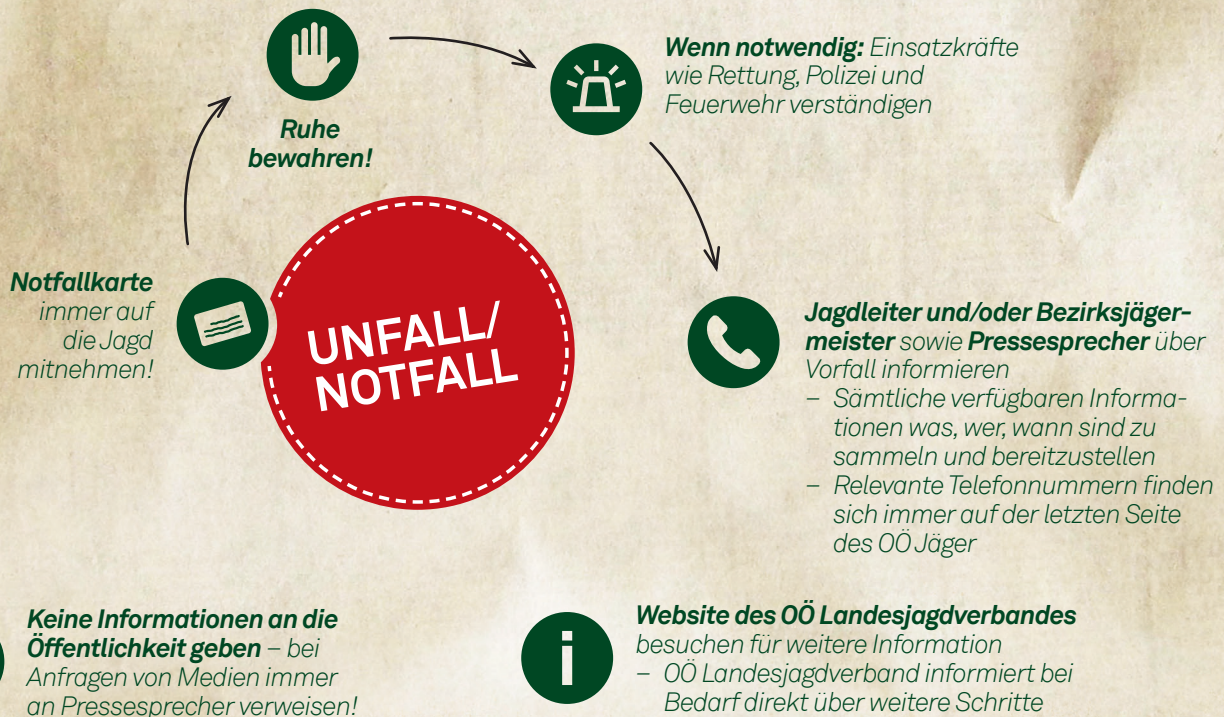 Ruhe
bewahren!
Wenn notwendig: Einsatzkräfte
wie Rettung, Polizei und
Feuerwehr verständigen
Notfallkarte
immer auf
die Jagd
mitnehmen!
UNFALL/
NOTFALL
Jagdleiter und/oder Bezirksjäger-
meister sowie Pressesprecher über
Vorfall informieren
– Sämtliche verfügbaren Informa-
tionen was, wer, wann sind zu
sammeln und bereitzustellen
– Relevante Telefonnummern finden
sich immer auf der letzten Seite
des OÖ Jäger
Keine Informationen an die
Öffentlichkeit geben – bei
Anfragen von Medien immer
an Pressesprecher verweisen!
i
Website des OÖ Landesjagdverbandes
besuchen für weitere Information
– OÖ Landesjagdverband informiert bei
Bedarf direkt über weitere Schritte